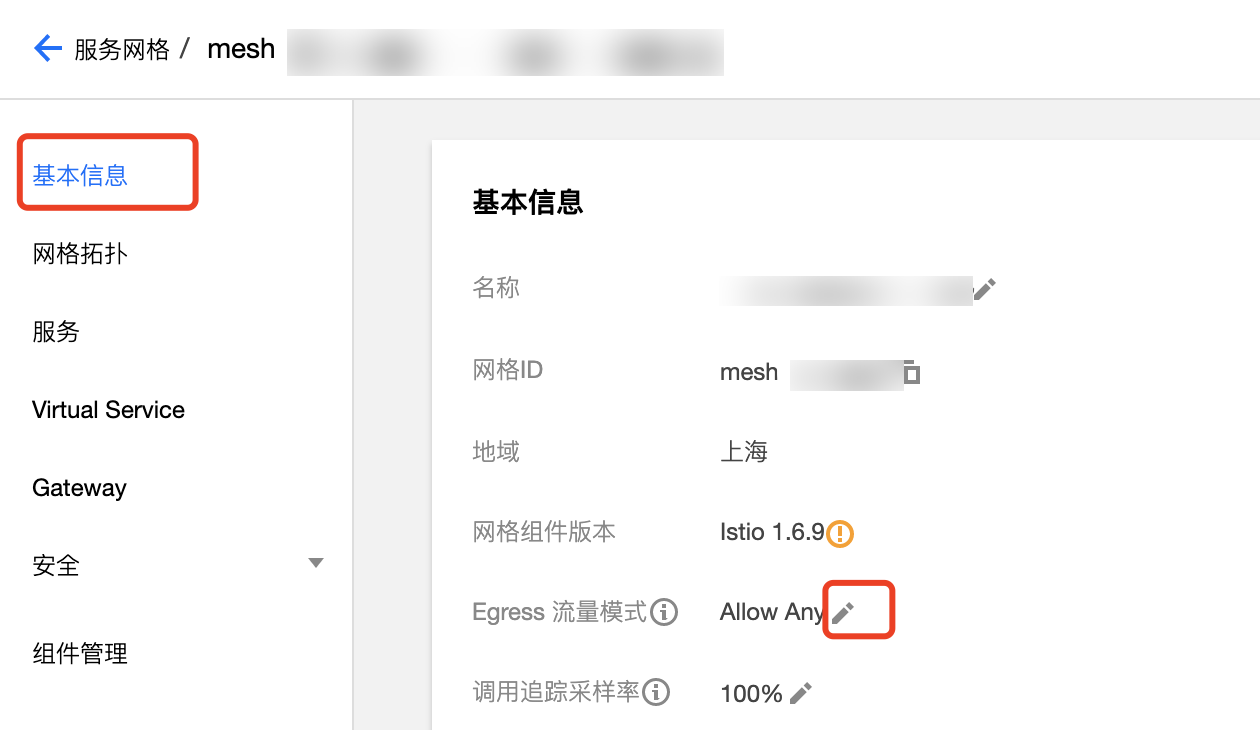 服务网格 / mesh
基本信息
网格拓扑
服务
Virtual Service
Gateway
安全
组件管理
基本信息
名称
网格ID mesh
地域 上海
网格组件版本 Istio 1.6.9
Egress 流量模式 Allow Any
调用追踪采样率 100%